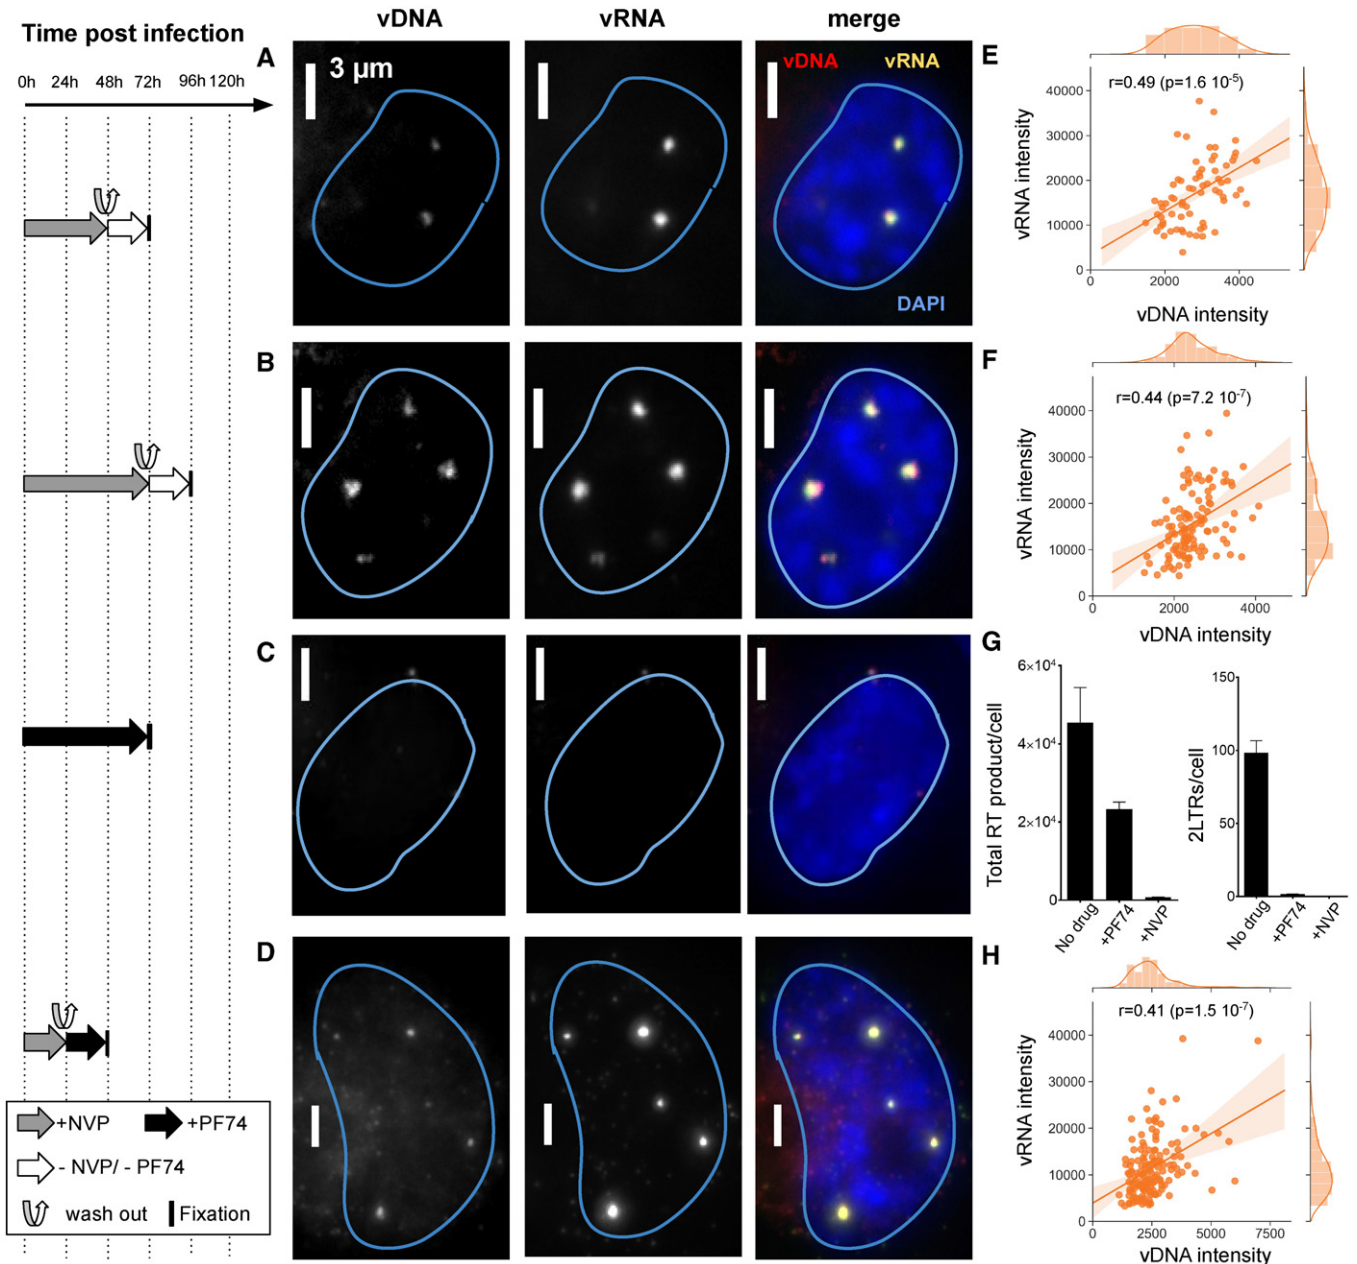 Time post infection
0h 24h 48h 72h 96h 120h
+NVP +PF74
- NVP/ - PF74
wash out Fixation
vDNA vRNA merge
A
3 µm
vDNA vRNA
DAPI
B
C
D
E
r=0.49 (p=1.6 10-5)
vRNA intensity
40000
30000
20000
10000
0
2000 4000
vDNA intensity
F
r=0.44 (p=7.2 10-7)
vRNA intensity
40000
30000
20000
10000
0
0 2000 4000
vDNA intensity
G
Total RT product/cell
6×10⁴
4×10⁴
2×10⁴
0
No drug +PF74 +NVP
2LTRs/cell
150
100
50
0
No drug +PF74 +NVP
H
r=0.41 (p=1.5 10-7)
vRNA intensity
40000
30000
20000
10000
0
0 2500 5000 7500
vDNA intensity